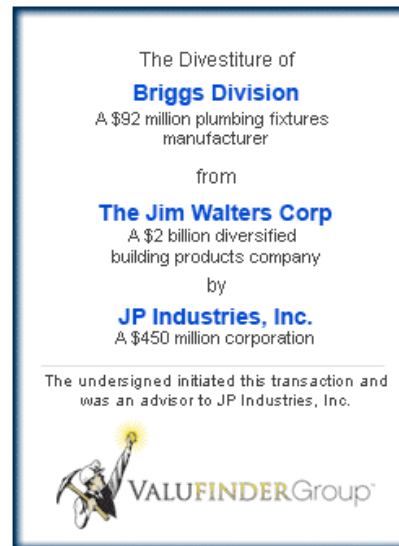 The Divestiture of
Briggs Division
A $92 million plumbing fixtures
manufacturer
from
The Jim Walters Corp
A $2 billion diversified
building products company
by
JP Industries, Inc.
A $450 million corporation
The undersigned initiated this transaction and
was an advisor to JP Industries, Inc.
VALUFINDERGroup™